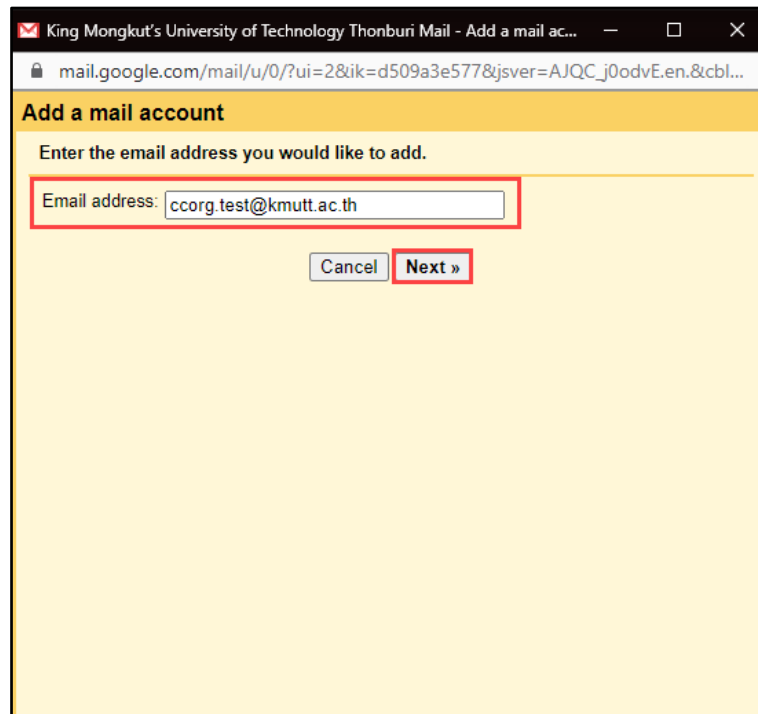 King Mongkut's University of Technology Thonburi Mail - Add a mail ac...
mail.google.com/mail/u/0/?ui=2&ik=d509a3e577&jsver=AJQC_j0odvE.en.&cbl...
Add a mail account
Enter the email address you would like to add.
Email address: ccorg.test@kmutt.ac.th
Cancel Next »